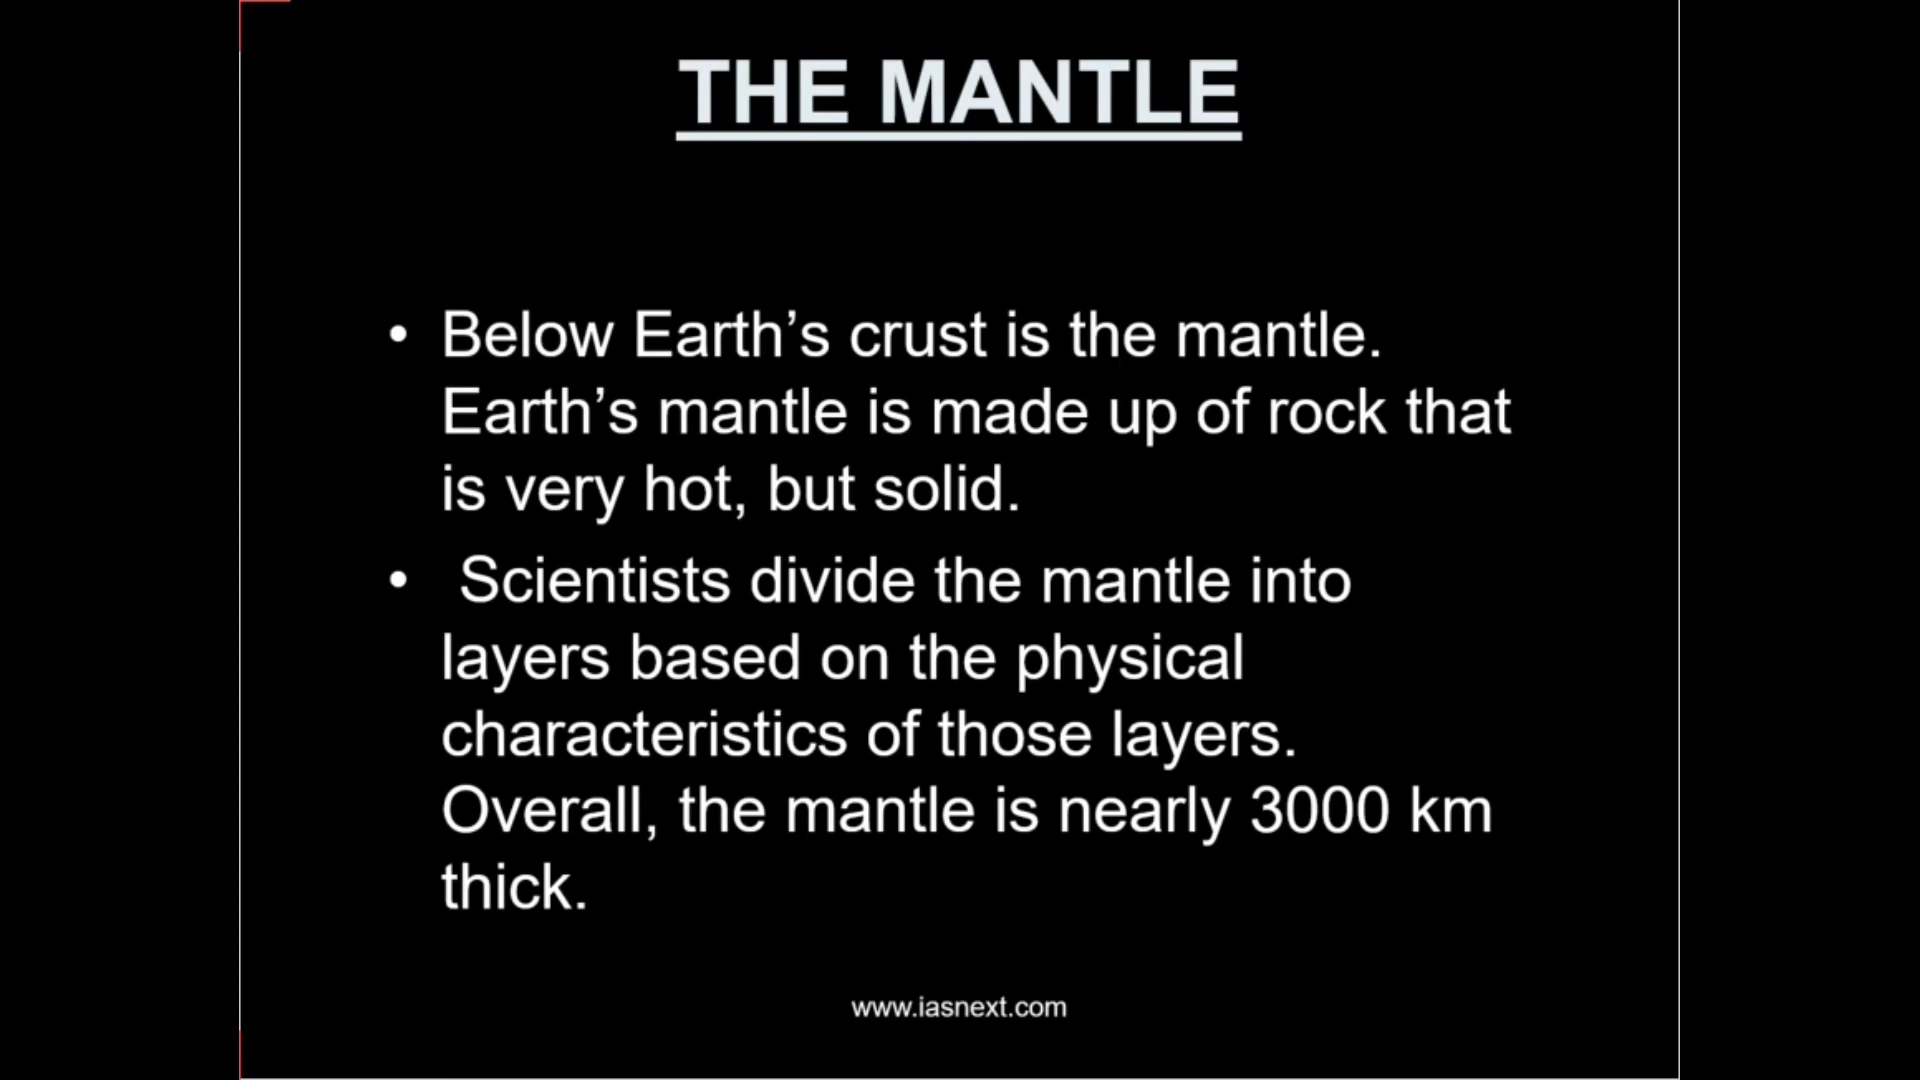 THE MANTLE
• Below Earth’s crust is the mantle.
Earth’s mantle is made up of rock that
is very hot, but solid.
• Scientists divide the mantle into
layers based on the physical
characteristics of those layers.
Overall, the mantle is nearly 3000 km
thick.
www.iasnext.com